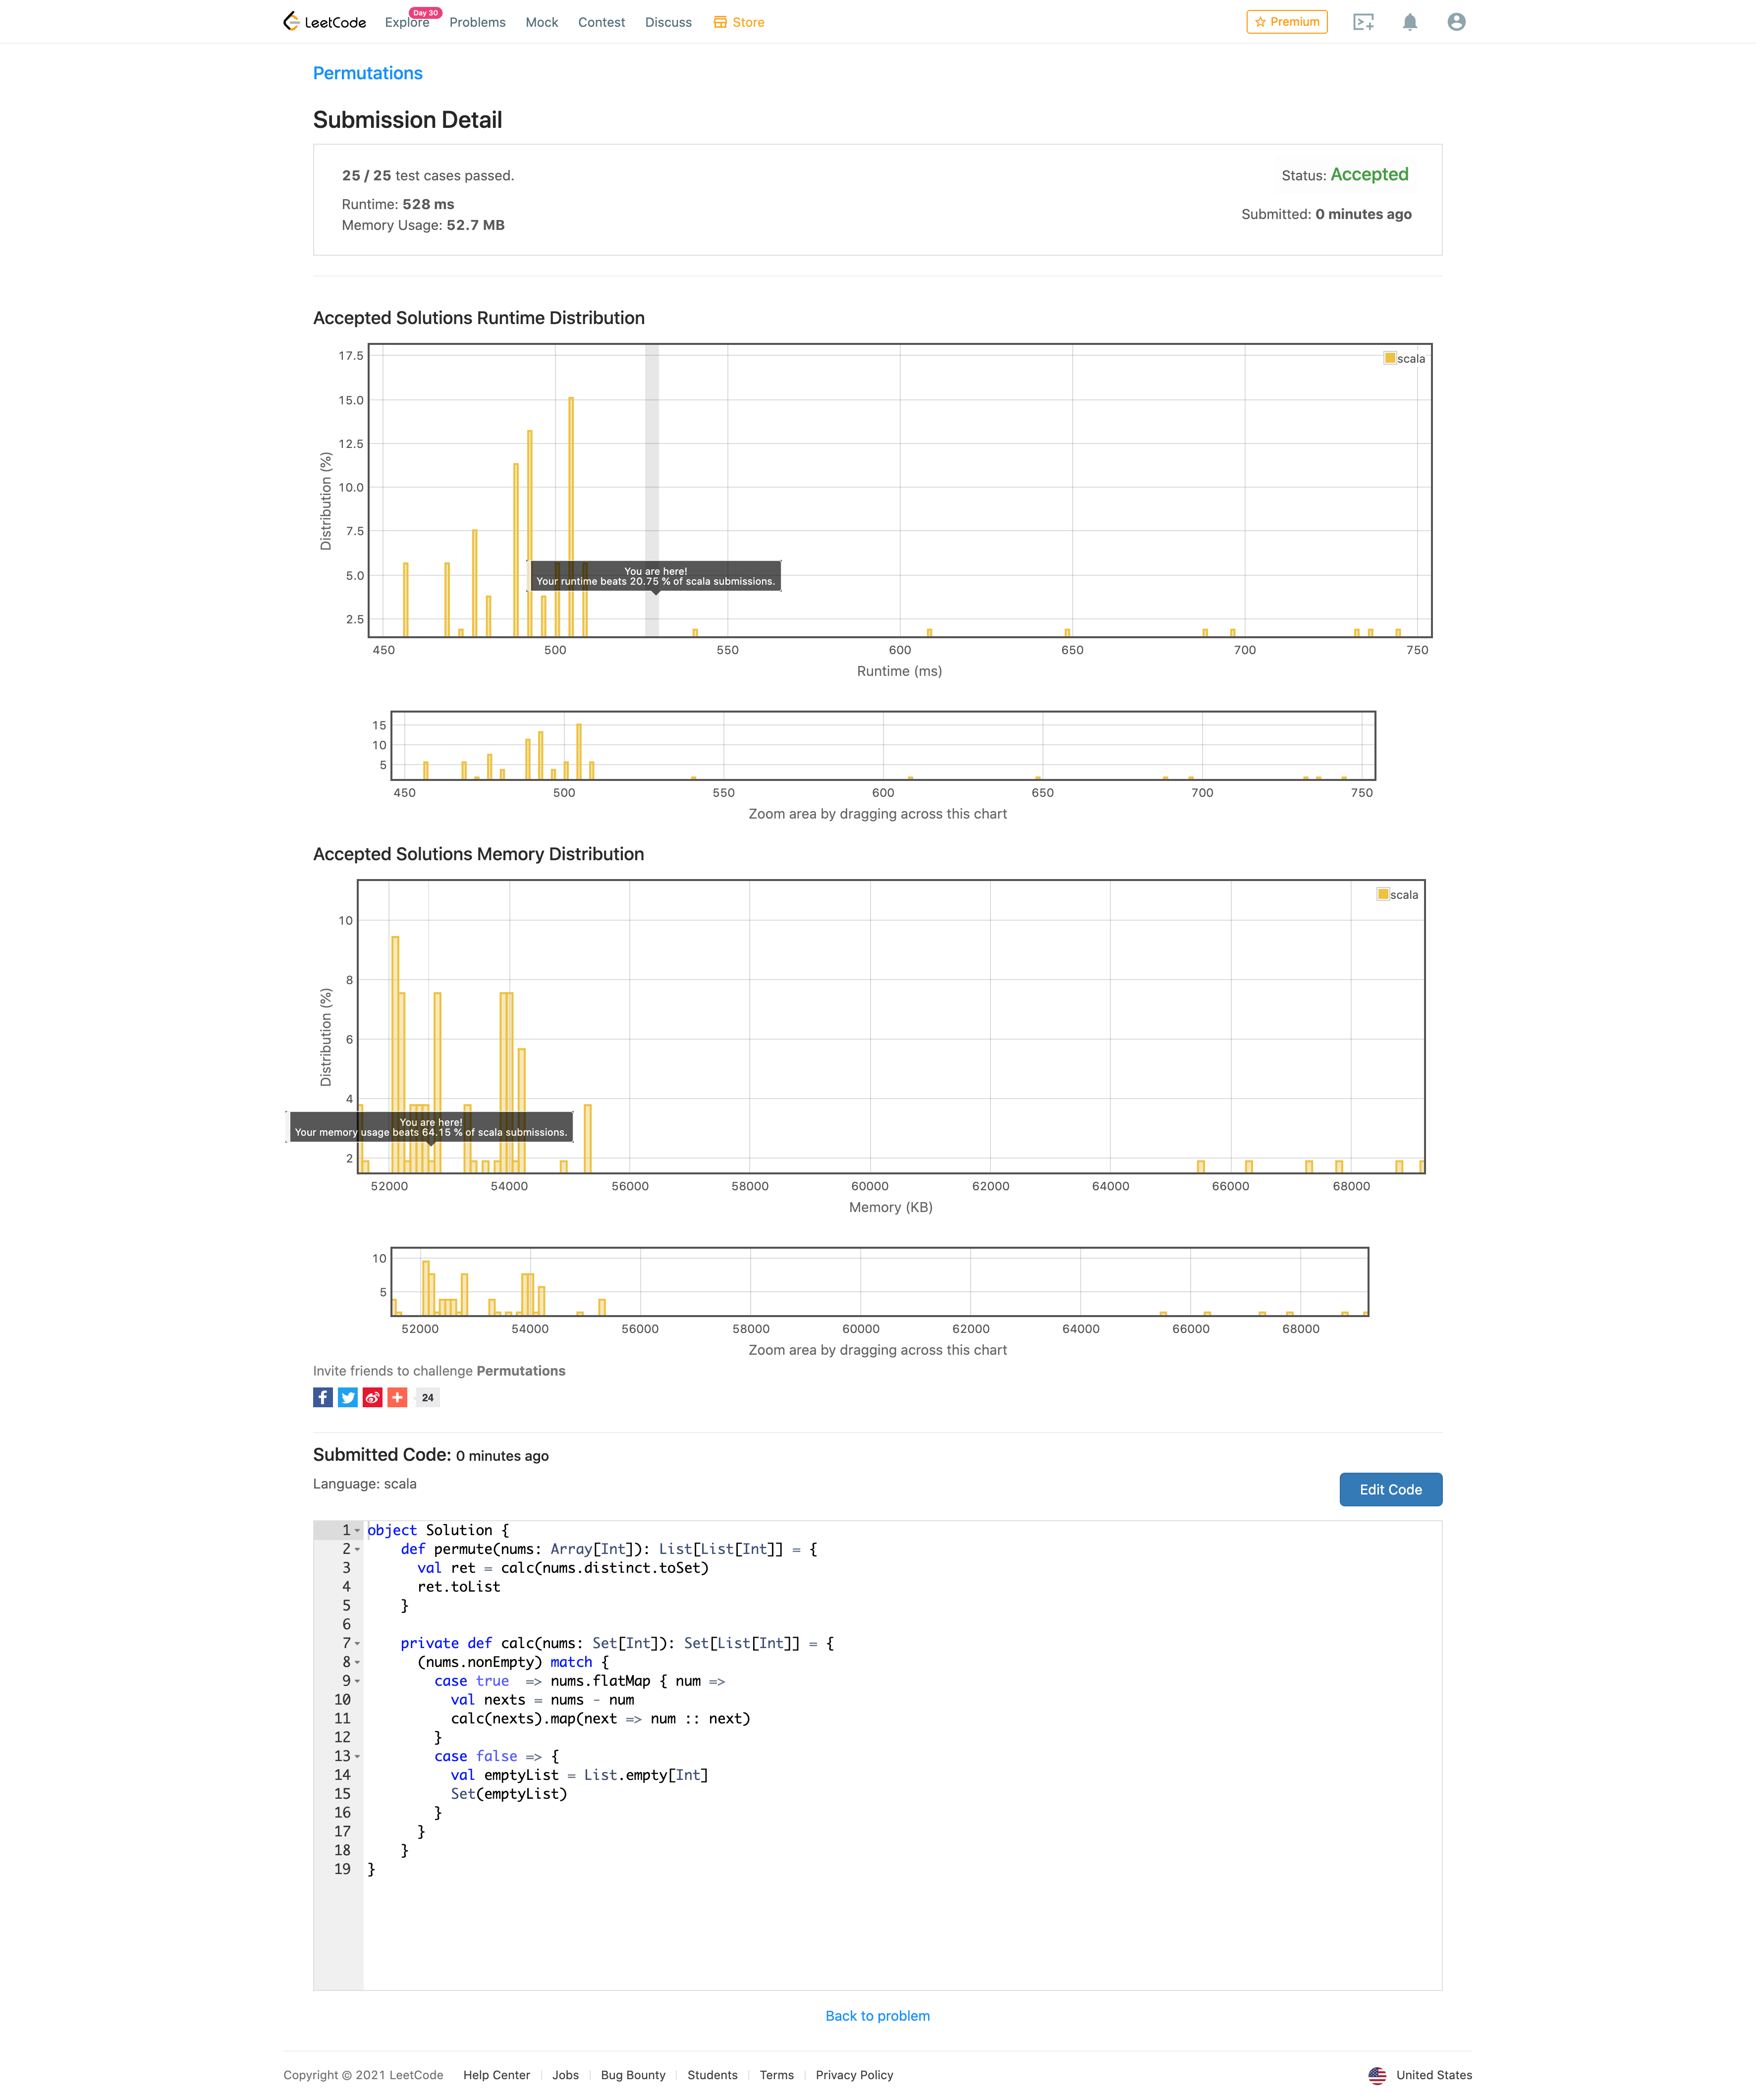 LeetCode Explore Day 30 Problems Mock Contest Discuss Store Premium
Permutations
Submission Detail
25 / 25 test cases passed.
Status: Accepted
Runtime: 528 ms
Submitted: 0 minutes ago
Memory Usage: 52.7 MB
Accepted Solutions Runtime Distribution
scala
17.5
15.0
12.5
10.0
7.5
5.0
2.5
Distribution (%)
You are here!
Your runtime beats 20.75 % of scala submissions.
450 500 550 600 650 700 750
Runtime (ms)
15
10
5
450 500 550 600 650 700 750
Zoom area by dragging across this chart
Accepted Solutions Memory Distribution
scala
10
8
6
4
2
Distribution (%)
You are here!
Your memory usage beats 64.15 % of scala submissions.
52000 54000 56000 58000 60000 62000 64000 66000 68000
Memory (KB)
10
5
52000 54000 56000 58000 60000 62000 64000 66000 68000
Zoom area by dragging across this chart
Invite friends to challenge Permutations
24
Submitted Code: 0 minutes ago
Language: scala
Edit Code
1 object Solution {
2     def permute(nums: Array[Int]): List[List[Int]] = {
3       val ret = calc(nums.distinct.toSet)
4       ret.toList
5     }
6
7     private def calc(nums: Set[Int]): Set[List[Int]] = {
8       (nums.nonEmpty) match {
9         case true  => nums.flatMap { num =>
10           val nexts = nums - num
11           calc(nexts).map(next => num :: next)
12         }
13         case false => {
14           val emptyList = List.empty[Int]
15           Set(emptyList)
16         }
17       }
18     }
19 }
Back to problem
Copyright © 2021 LeetCode Help Center Jobs Bug Bounty Students Terms Privacy Policy United States